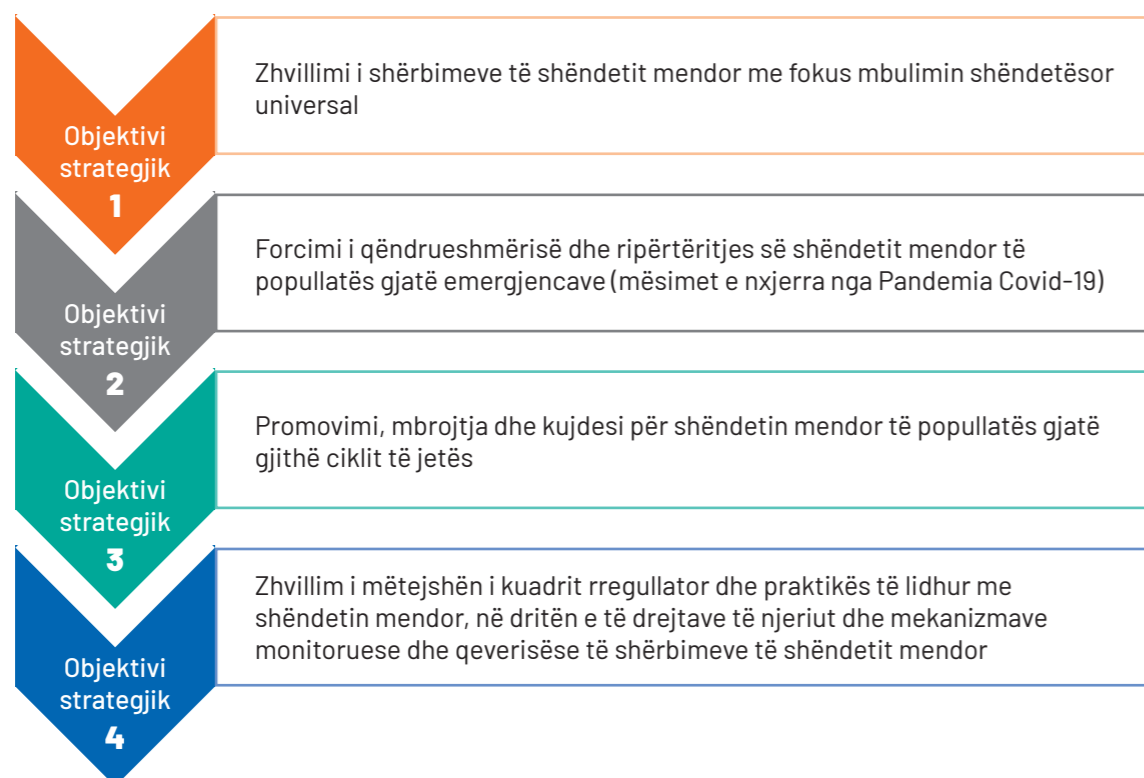 Objektivi
strategjik
1
Zhvillimi i shërbimeve të shëndetit mendor me fokus mbulimin shëndetësor
universal
Objektivi
strategjik
2
Forcimi i qëndrueshmërisë dhe ripërtëritjes së shëndetit mendor të
popullatës gjatë emergjencave (mësimet e nxjerra nga Pandemia Covid-19)
Objektivi
strategjik
3
Promovimi, mbrojtja dhe kujdesi për shëndetin mendor të popullatës gjatë
gjithë ciklit të jetës
Objektivi
strategjik
4
Zhvillim i mëtejshën i kuadrit rregullator dhe praktikës të lidhur me
shëndetin mendor, në dritën e të drejtave të njeriut dhe mekanizmave
monitoruese dhe qeverisëse të shërbimeve të shëndetit mendor